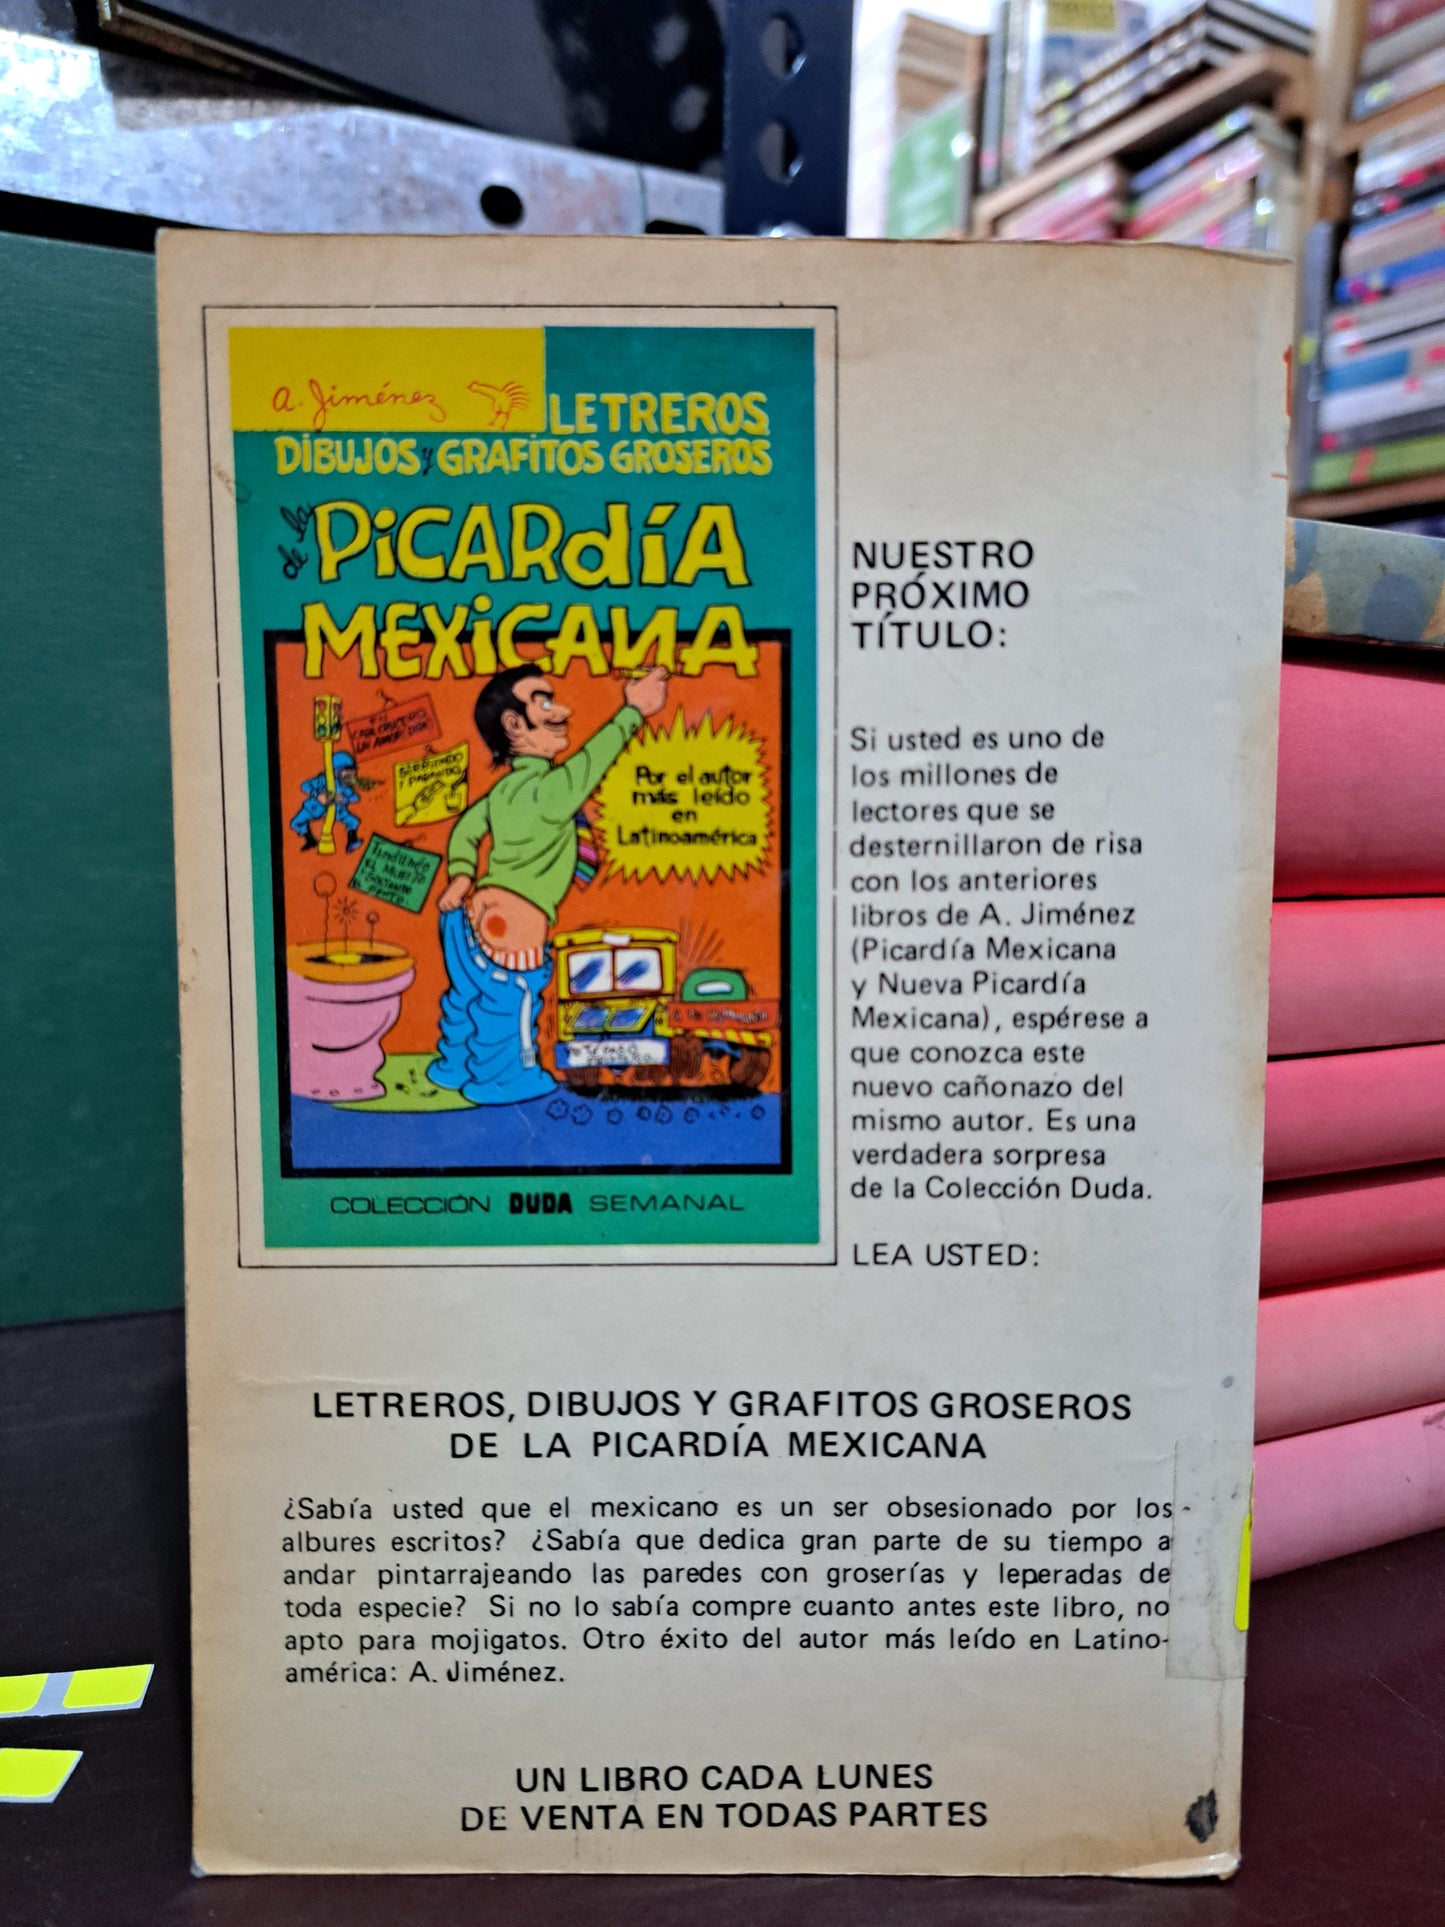 a. Jiménez
LETREROS
DIBUJOS y GRAFITOS GROSEROS
de la
PICARDÍA
MEXICANA
Por el autor
más leído
en
Latinoamérica
COLECCIÓN DUDA SEMANAL
NUESTRO
PRÓXIMO
TÍTULO:
Si usted es uno de
los millones de
lectores que se
desternillaron de risa
con los anteriores
libros de A. Jiménez
(Picardía Mexicana
y Nueva Picardía
Mexicana), espérese a
que conozca este
nuevo cañonazo del
mismo autor. Es una
verdadera sorpresa
de la Colección Duda.
LEA USTED:
LETREROS, DIBUJOS Y GRAFITOS GROSEROS
DE LA PICARDÍA MEXICANA
¿Sabía usted que el mexicano es un ser obsesionado por los
albures escritos? ¿Sabía que dedica gran parte de su tiempo a
andar pintarrajeando las paredes con groserías y leperadas de
toda especie? Si no lo sabía compre cuanto antes este libro, no
apto para mojigatos. Otro éxito del autor más leído en Latino-
américa: A. Jiménez.
UN LIBRO CADA LUNES
DE VENTA EN TODAS PARTES